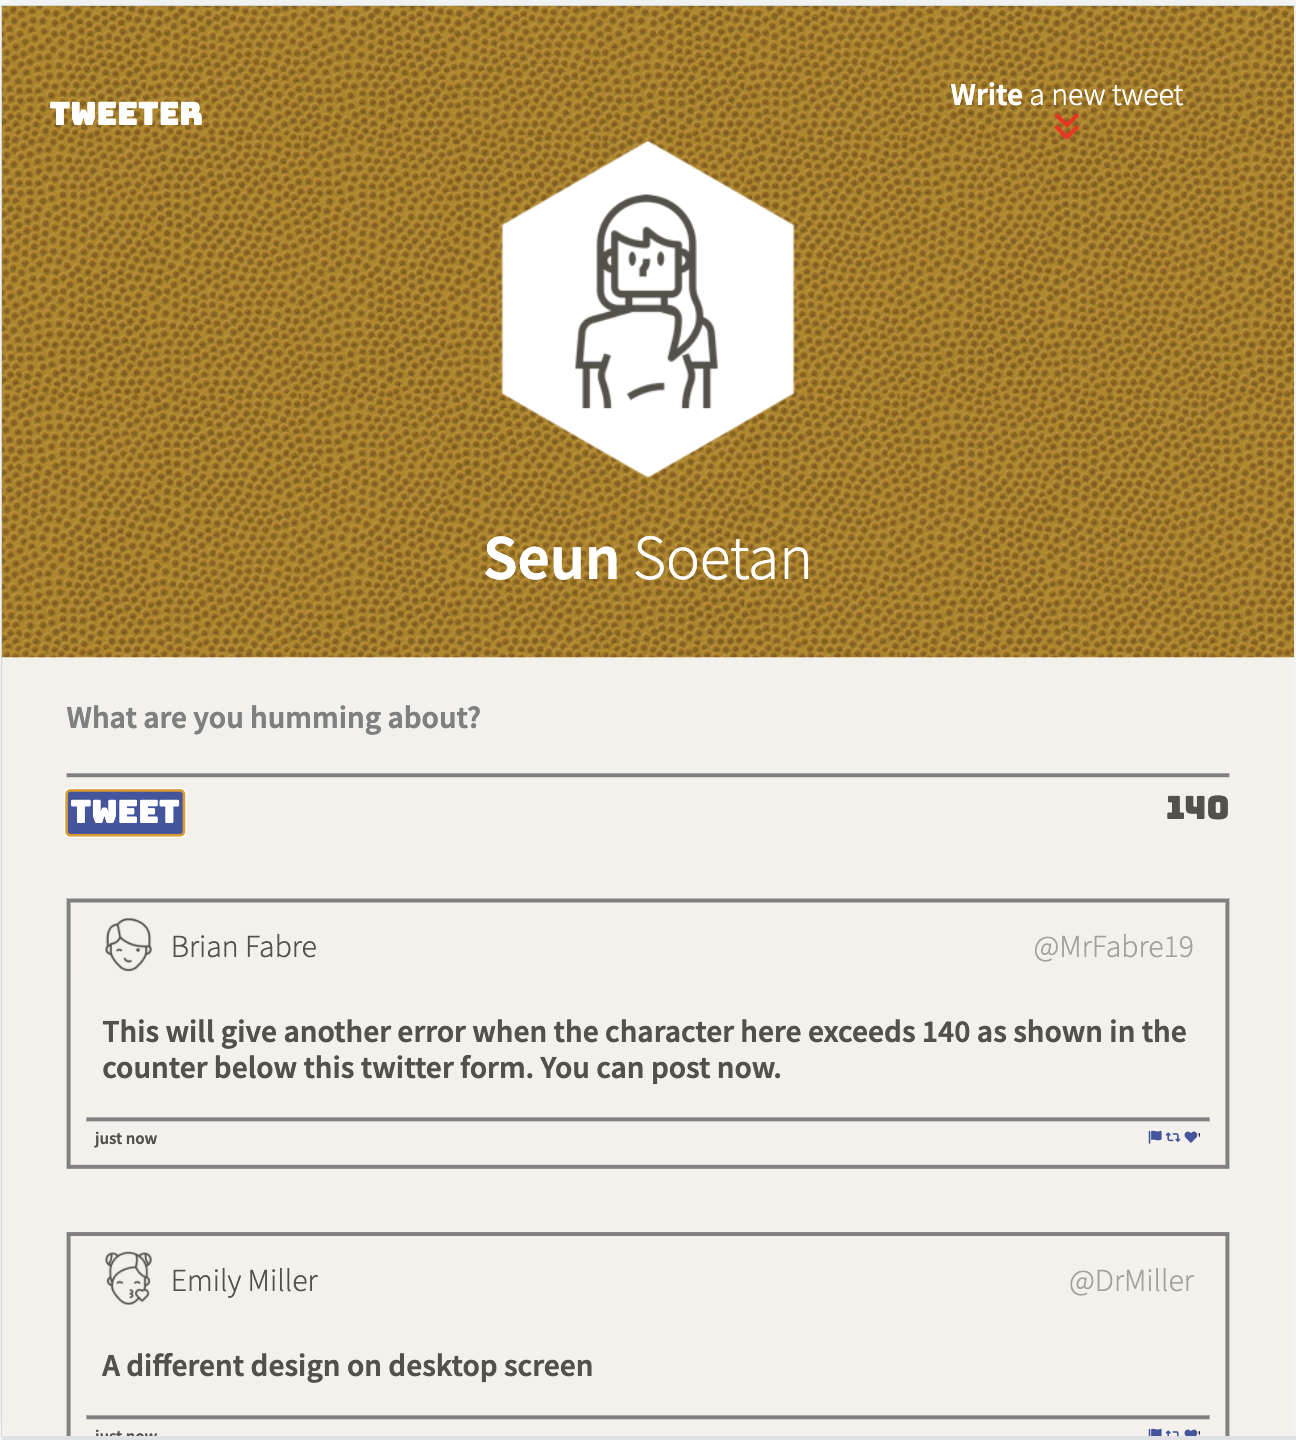 TWEETER
Write a new tweet
Seun Soetan
What are you humming about?
TWEET
140
Brian Fabre
@MrFabre19
This will give another error when the character here exceeds 140 as shown in the
counter below this twitter form. You can post now.
just now
Emily Miller
@DrMiller
A different design on desktop screen
just now